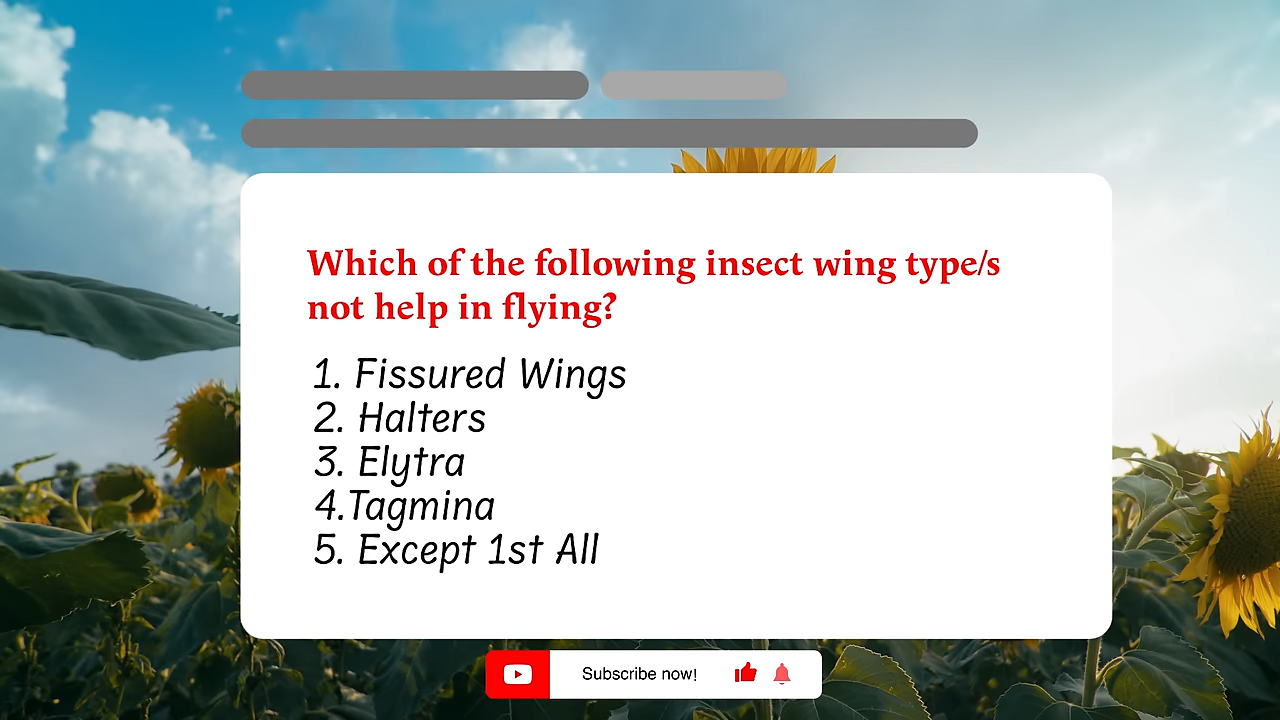 Which of the following insect wing type/s
not help in flying?
1. Fissured Wings
2. Halters
3. Elytra
4.Tagmina
5. Except 1st All
Subscribe now!